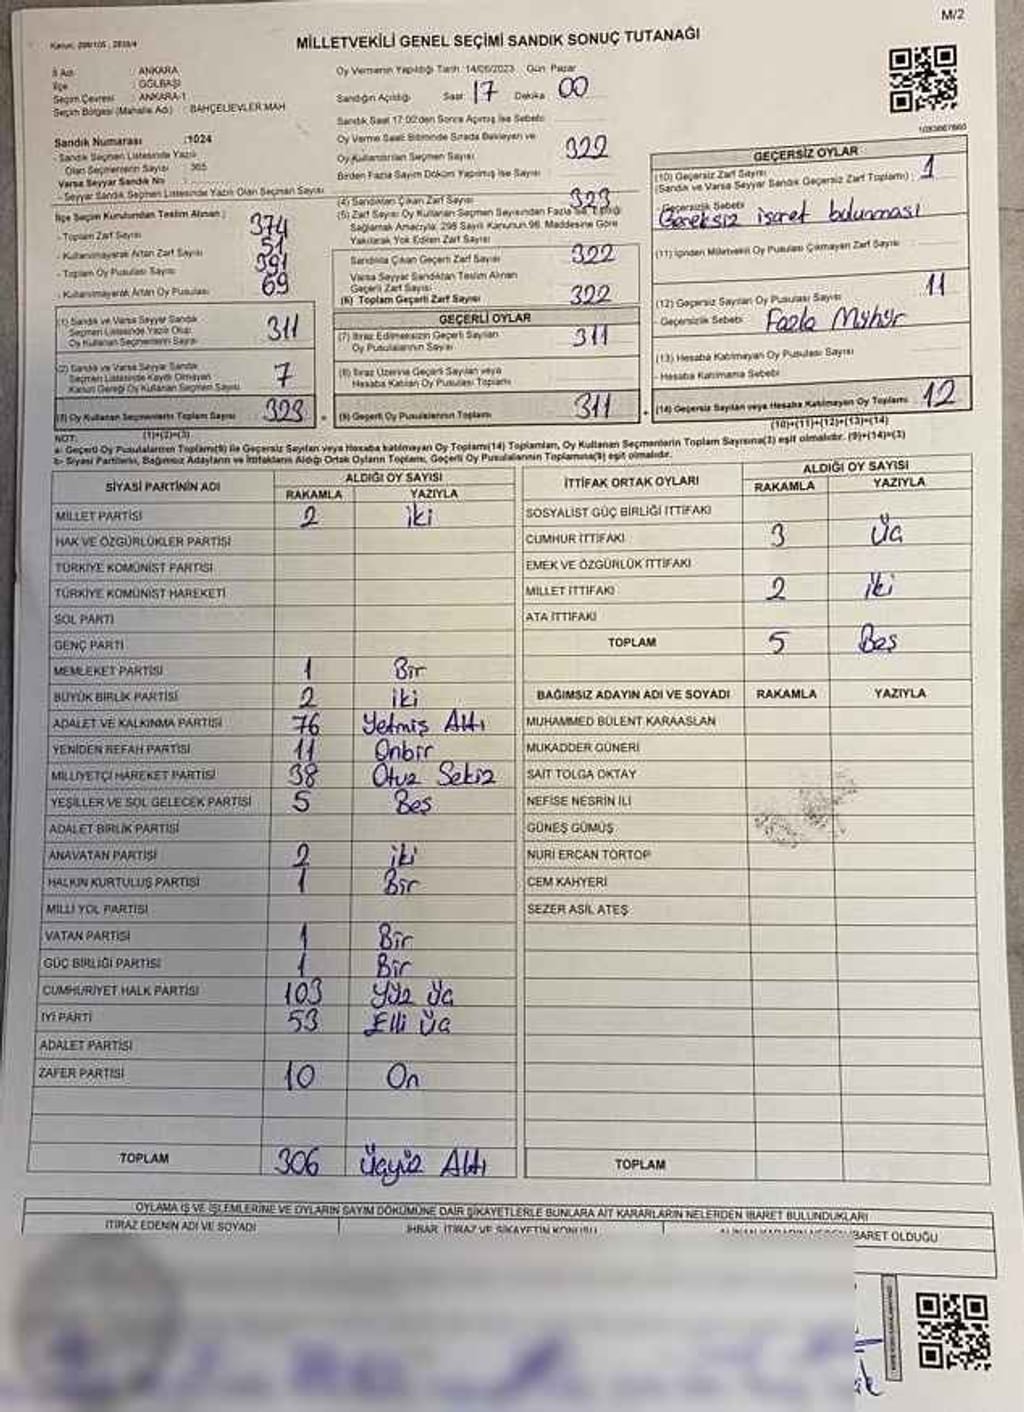 M/2
MİLLETVEKİLİ GENEL SEÇİMİ SANDIK SONUÇ TUTANAĞI
İl Adı : ANKARA
İlçe : GÖLBAŞI
Seçim Çevresi : ANKARA-1
Seçim Bölgesi (Mahalle Adı) : BAHÇELİEVLER MAH
Oy Vermenin Yapıldığı Tarih :14/05/2023 Gün: Pazar
Sandığın Açıldığı Saat 17 Dakika 00
Sandık Saat 17:00'den Sonra Açılmış İse Sebebi
Sandık Numarası :1024
- Sandık Seçmen Listesinde Yazılı
Olan Seçmenlerin Sayısı : 365
Varsa Seyyar Sandık No
- Seyyar Sandık Seçmen Listesinde Yazılı Olan Seçmen Sayısı
Oy Verme Saati Bitiminde Sırada Bekleyen ve
Oy Kullandırılan Seçmen Sayısı 322
Birden Fazla Sayım Döküm Yapılmış İse Sayısı
İlçe Seçim Kurulundan Teslim Alınan ;
- Toplam Zarf Sayısı 374
- Kullanılmayarak Artan Zarf Sayısı 51
- Toplam Oy Pusulası Sayısı 391
- Kullanılmayarak Artan Oy Pusulası 69
(1) Sandık ve Varsa Seyyar Sandık
Seçmen Listesinde Yazılı Olup
Oy Kullanan Seçmenlerin Sayısı 311
(2) Sandık ve Varsa Seyyar Sandık
Seçmen Listesinde Kayıtlı Olmayan
Kanun Gereği Oy Kullanan Seçmen Sayısı 7
(3) Oy Kullanan Seçmenlerin Toplam Sayısı 323
(1)+(2)=(3)
(4) Sandıktan Çıkan Zarf Sayısı 323
(5) Zarf Sayısı Oy Kullanan Seçmen Sayısından Fazla ise, Eşitliği
Sağlamak Amacıyla; 298 Sayılı Kanunun 98. Maddesine Göre
Yakılarak Yok Edilen Zarf Sayısı
Sandıkta Çıkan Geçerli Zarf Sayısı 322
Varsa Seyyar Sandıktan Teslim Alınan
Geçerli Zarf Sayısı
(6) Toplam Geçerli Zarf Sayısı 322
GEÇERLİ OYLAR
(7) İtiraz Edilmeksizin Geçerli Sayılan
Oy Pusulalarının Sayısı 311
(8) İtiraz Üzerine Geçerli Sayılan veya
Hesaba Katılan Oy Pusulası Toplamı
(9) Geçerli Oy Pusulalarının Toplamı 311
GEÇERSİZ OYLAR
(10) Geçersiz Zarf Sayısı 1
(Sandık ve Varsa Seyyar Sandık Geçersiz Zarf Toplamı) :
- Geçersizlik Sebebi
Gereksiz işaret bulunması
(11) İçinden Milletvekili Oy Pusulası Çıkmayan Zarf Sayısı
(12) Geçersiz Sayılan Oy Pusulası Sayısı 11
- Geçersizlik Sebebi Fazla Mühür
(13) Hesaba Katılmayan Oy Pusulası Sayısı
- Hesaba Katılmama Sebebi
(14) Geçersiz Sayılan veya Hesaba Katılmayan Oy Toplamı 12
(10)+(11)+(12)+(13)=(14)
NOT:
a- Geçerli Oy Pusulalarının Toplamı(9) ile Geçersiz Sayılan veya Hesaba katılmayan Oy Toplamı(14) Toplamları, Oy Kullanan Seçmenlerin Toplam Sayısına(3) eşit olmalıdır. (9)+(14)=(3)
b- Siyasi Partilerin, Bağımsız Adayların ve İttifakların Aldığı Ortak Oyların Toplamı, Geçerli Oy Pusulalarının Toplamına(9) eşit olmalıdır.
SİYASİ PARTİNİN ADI ALDIĞI OY SAYISI
RAKAMLA YAZIYLA
MİLLET PARTİSİ 2 iki
HAK VE ÖZGÜRLÜKLER PARTİSİ
TÜRKİYE KOMÜNİST PARTİSİ
TÜRKİYE KOMÜNİST HAREKETİ
SOL PARTİ
GENÇ PARTİ
MEMLEKET PARTİSİ 1 Bir
BÜYÜK BİRLİK PARTİSİ 2 iki
ADALET VE KALKINMA PARTİSİ 76 Yetmiş Altı
YENİDEN REFAH PARTİSİ 11 Onbir
MİLLİYETÇİ HAREKET PARTİSİ 38 Otuz Sekiz
YEŞİLLER VE SOL GELECEK PARTİSİ 5 Beş
ADALET BİRLİK PARTİSİ
ANAVATAN PARTİSİ 2 iki
HALKIN KURTULUŞ PARTİSİ 1 Bir
MİLLİ YOL PARTİSİ
VATAN PARTİSİ 1 Bir
GÜÇ BİRLİĞİ PARTİSİ 1 Bir
CUMHURİYET HALK PARTİSİ 103 Yüz Üç
İYİ PARTİ 53 Elli Üç
ADALET PARTİSİ
ZAFER PARTİSİ 10 On
TOPLAM 306 Üçyüz Altı
İTTİFAK ORTAK OYLARI ALDIĞI OY SAYISI
RAKAMLA YAZIYLA
SOSYALİST GÜÇ BİRLİĞİ İTTİFAKI
CUMHUR İTTİFAKI 3 Üç
EMEK VE ÖZGÜRLÜK İTTİFAKI
MİLLET İTTİFAKI 2 İki
ATA İTTİFAKI
TOPLAM 5 Beş
BAĞIMSIZ ADAYIN ADI VE SOYADI RAKAMLA YAZIYLA
MUHAMMED BÜLENT KARAASLAN
MUKADDER GÜNERİ
SAİT TOLGA OKTAY
NEFİSE NESRİN İLİ
GÜNEŞ GÜMÜŞ
NURİ ERCAN TORTOP
CEM KAHYERİ
SEZER ASİL ATEŞ
TOPLAM
OYLAMA İŞ VE İŞLEMLERİNE VE OYLARIN SAYIM DÖKÜMÜNE DAİR ŞİKAYETLERLE BUNLARA AİT KARARLARIN NELERDEN İBARET BULUNDUKLARI
İTİRAZ EDENİN ADI VE SOYADI İHBAR, İTİRAZ VE ŞİKAYETİN KONUSU ALINAN KARARIN NEDEN İBARET OLDUĞU